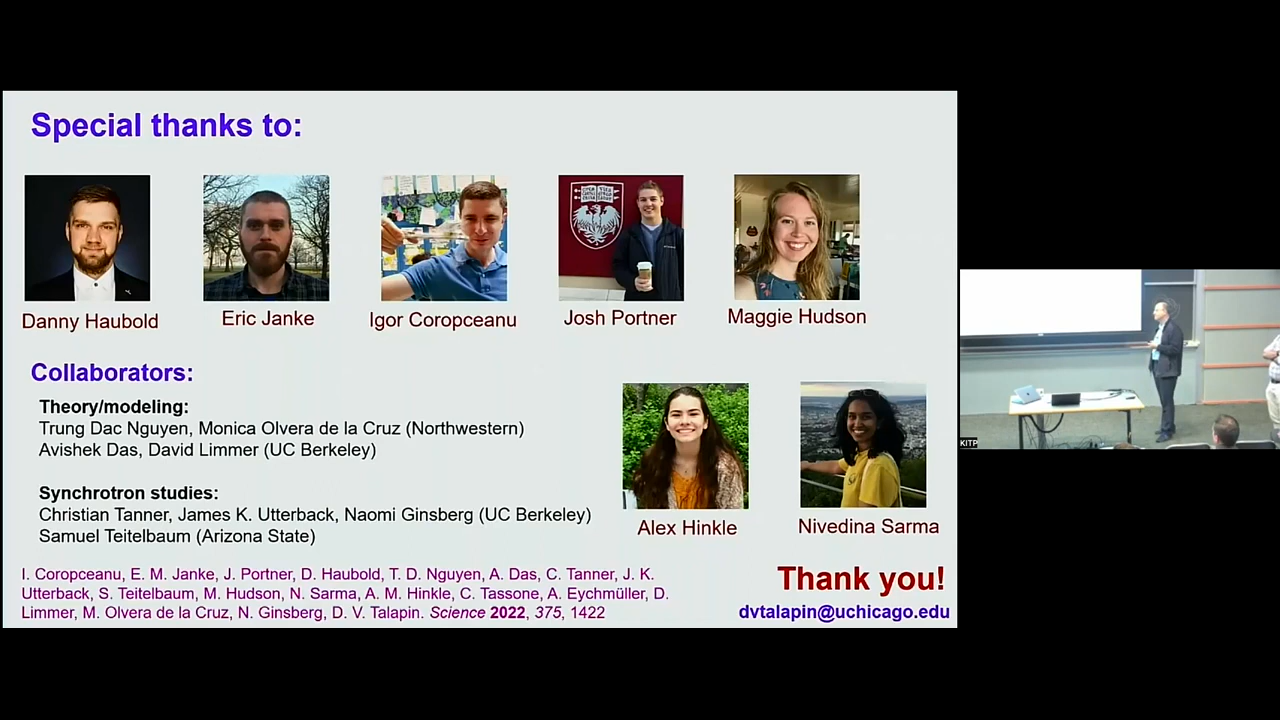 Special thanks to:
Danny Haubold
Eric Janke
Igor Coropceanu
Josh Portner
Maggie Hudson
Collaborators:
Theory/modeling:
Trung Dac Nguyen, Monica Olvera de la Cruz (Northwestern)
Avishek Das, David Limmer (UC Berkeley)
Synchrotron studies:
Christian Tanner, James K. Utterback, Naomi Ginsberg (UC Berkeley)
Samuel Teitelbaum (Arizona State)
Alex Hinkle
Nivedina Sarma
I. Coropceanu, E. M. Janke, J. Portner, D. Haubold, T. D. Nguyen, A. Das, C. Tanner, J. K.
Utterback, S. Teitelbaum, M. Hudson, N. Sarma, A. M. Hinkle, C. Tassone, A. Eychmüller, D.
Limmer, M. Olvera de la Cruz, N. Ginsberg, D. V. Talapin. Science 2022, 375, 1422
Thank you!
dvtalapin@uchicago.edu
KITP